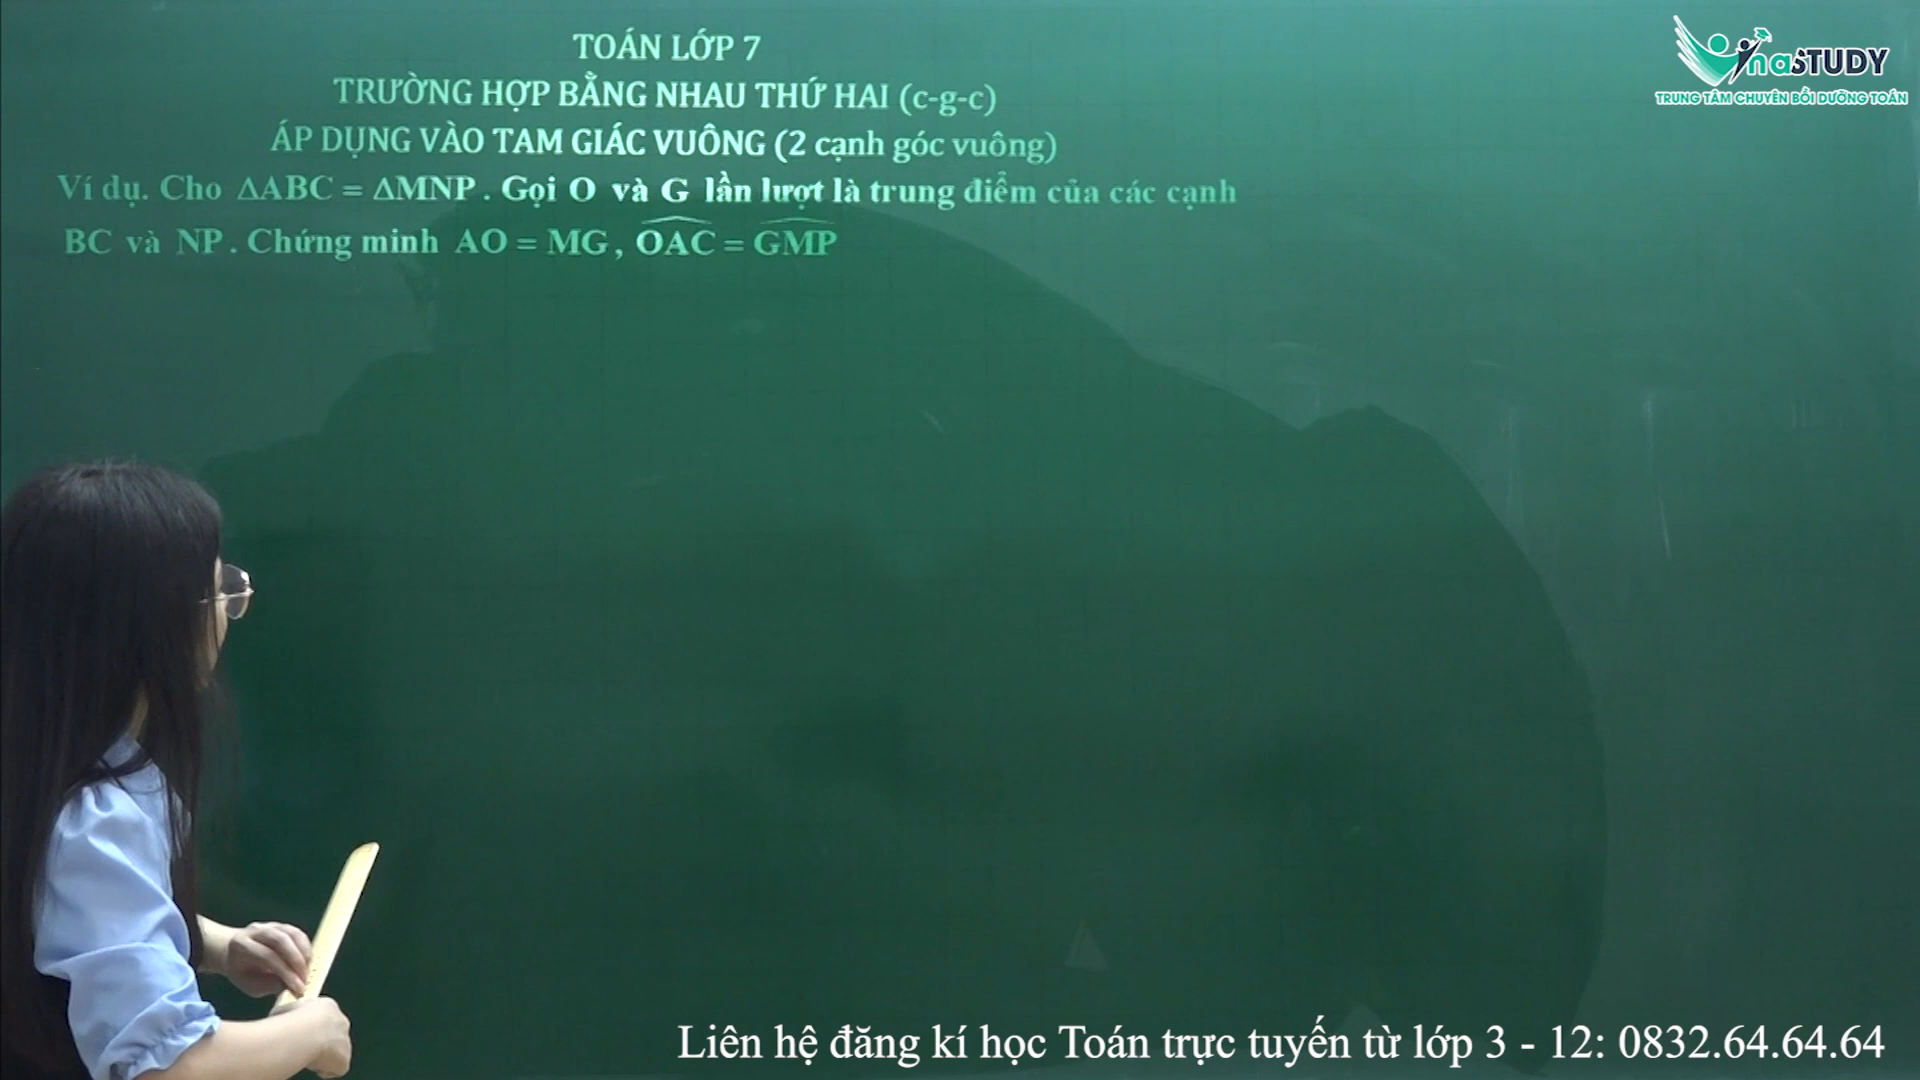 TOÁN LỚP 7
TRƯỜNG HỢP BẰNG NHAU THỨ HAI (c-g-c)
ÁP DỤNG VÀO TAM GIÁC VUÔNG (2 cạnh góc vuông)
Ví dụ. Cho ΔABC = ΔMNP. Gọi O và G lần lượt là trung điểm của các cạnh
BC và NP. Chứng minh AO = MG, \widehat{OAC} = \widehat{GMP}
VinaSTUDY
TRUNG TÂM CHUYÊN BỒI DƯỠNG TOÁN
Liên hệ đăng kí học Toán trực tuyến từ lớp 3 - 12: 0832.64.64.64